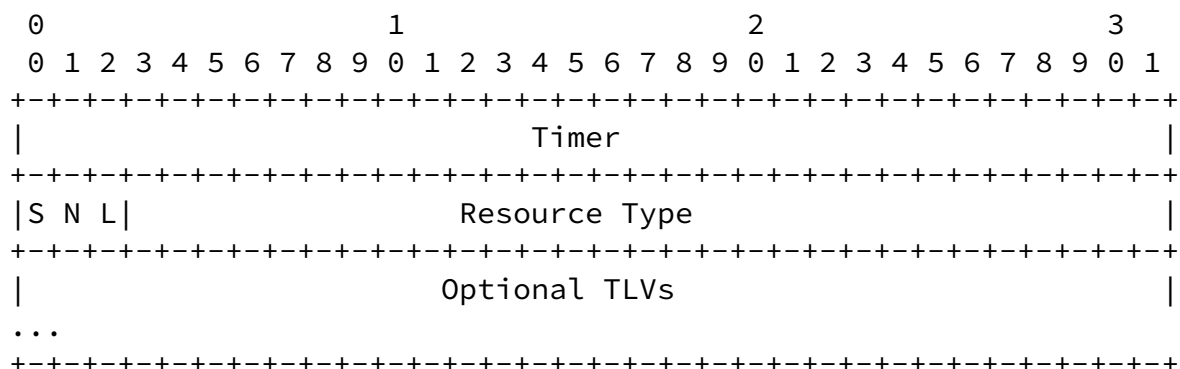 0                   1                   2                   3
 0 1 2 3 4 5 6 7 8 9 0 1 2 3 4 5 6 7 8 9 0 1 2 3 4 5 6 7 8 9 0 1
+-+-+-+-+-+-+-+-+-+-+-+-+-+-+-+-+-+-+-+-+-+-+-+-+-+-+-+-+-+-+-+-+
|                            Timer                              |
+-+-+-+-+-+-+-+-+-+-+-+-+-+-+-+-+-+-+-+-+-+-+-+-+-+-+-+-+-+-+-+-+
|S N L|                  Resource Type                          |
+-+-+-+-+-+-+-+-+-+-+-+-+-+-+-+-+-+-+-+-+-+-+-+-+-+-+-+-+-+-+-+-+
|                       Optional TLVs                           |
...
+-+-+-+-+-+-+-+-+-+-+-+-+-+-+-+-+-+-+-+-+-+-+-+-+-+-+-+-+-+-+-+-+